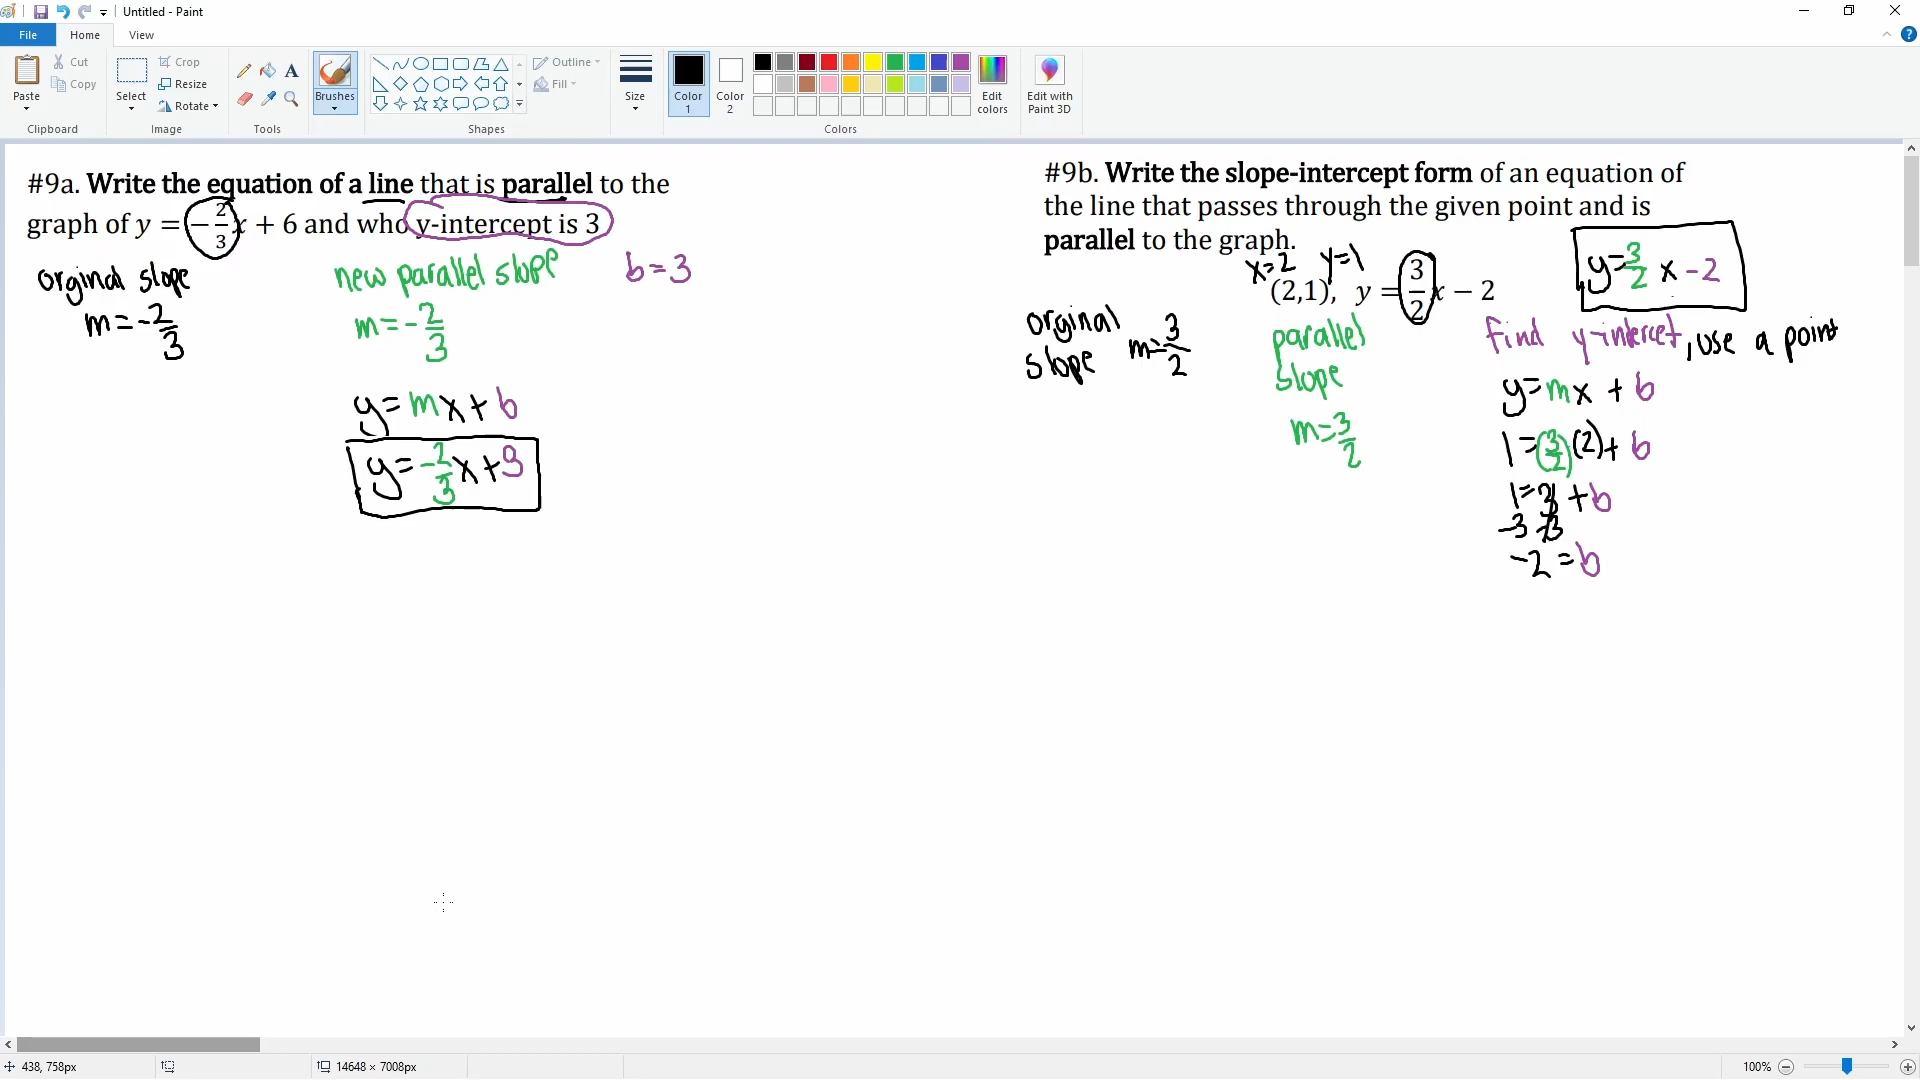 Untitled - Paint
File Home View
Paste
Cut
Copy
Clipboard
Select
Crop
Resize
Rotate
Image
A
Tools
Brushes
Outline
Fill
Shapes
Size
Color 1
Color 2
Edit colors
Colors
Edit with Paint 3D
#9a. Write the equation of a line that is parallel to the
graph of y = −2/3x + 6 and who y-intercept is 3
orginal slope
m = -2/3
new parallel slope
m = -2/3
b = 3
y = mx + b
y = -2/3x + 3
#9b. Write the slope-intercept form of an equation of
the line that passes through the given point and is
parallel to the graph.
x=2 y=1
(2,1), y = 3/2x − 2
y = 3/2 x - 2
orginal
slope m = 3/2
parallel
slope
m = 3/2
find y-intercet, use a point
y = mx + b
1 = (3/2)(2) + b
1 = 3 + b
-3 -3
-2 = b
438, 758px
14648 × 7008px
100%